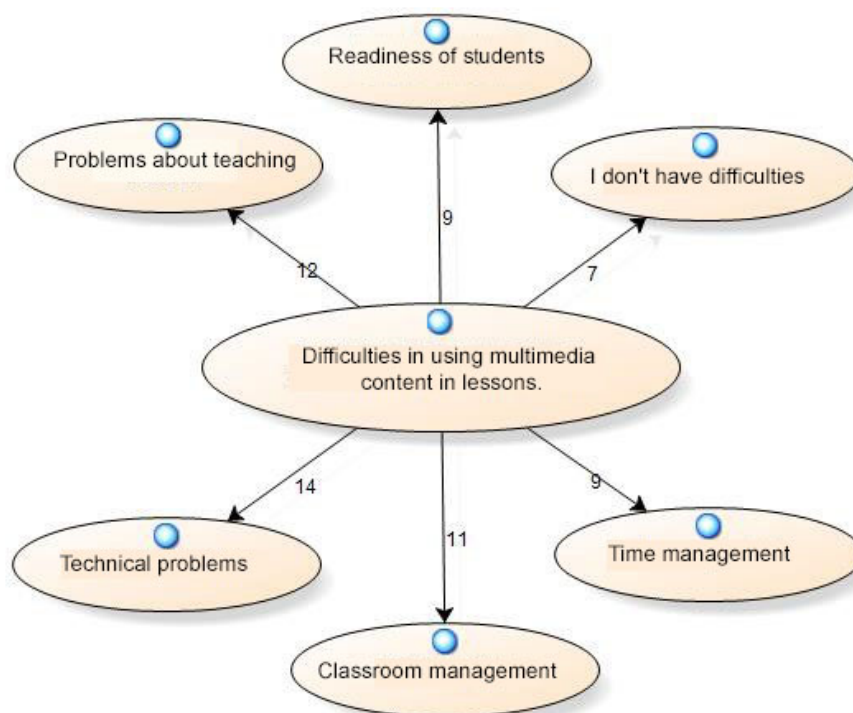 Readiness of students
Problems about teaching
I don't have difficulties
9
12
7
Difficulties in using multimedia
content in lessons.
14
9
11
Technical problems
Time management
Classroom management